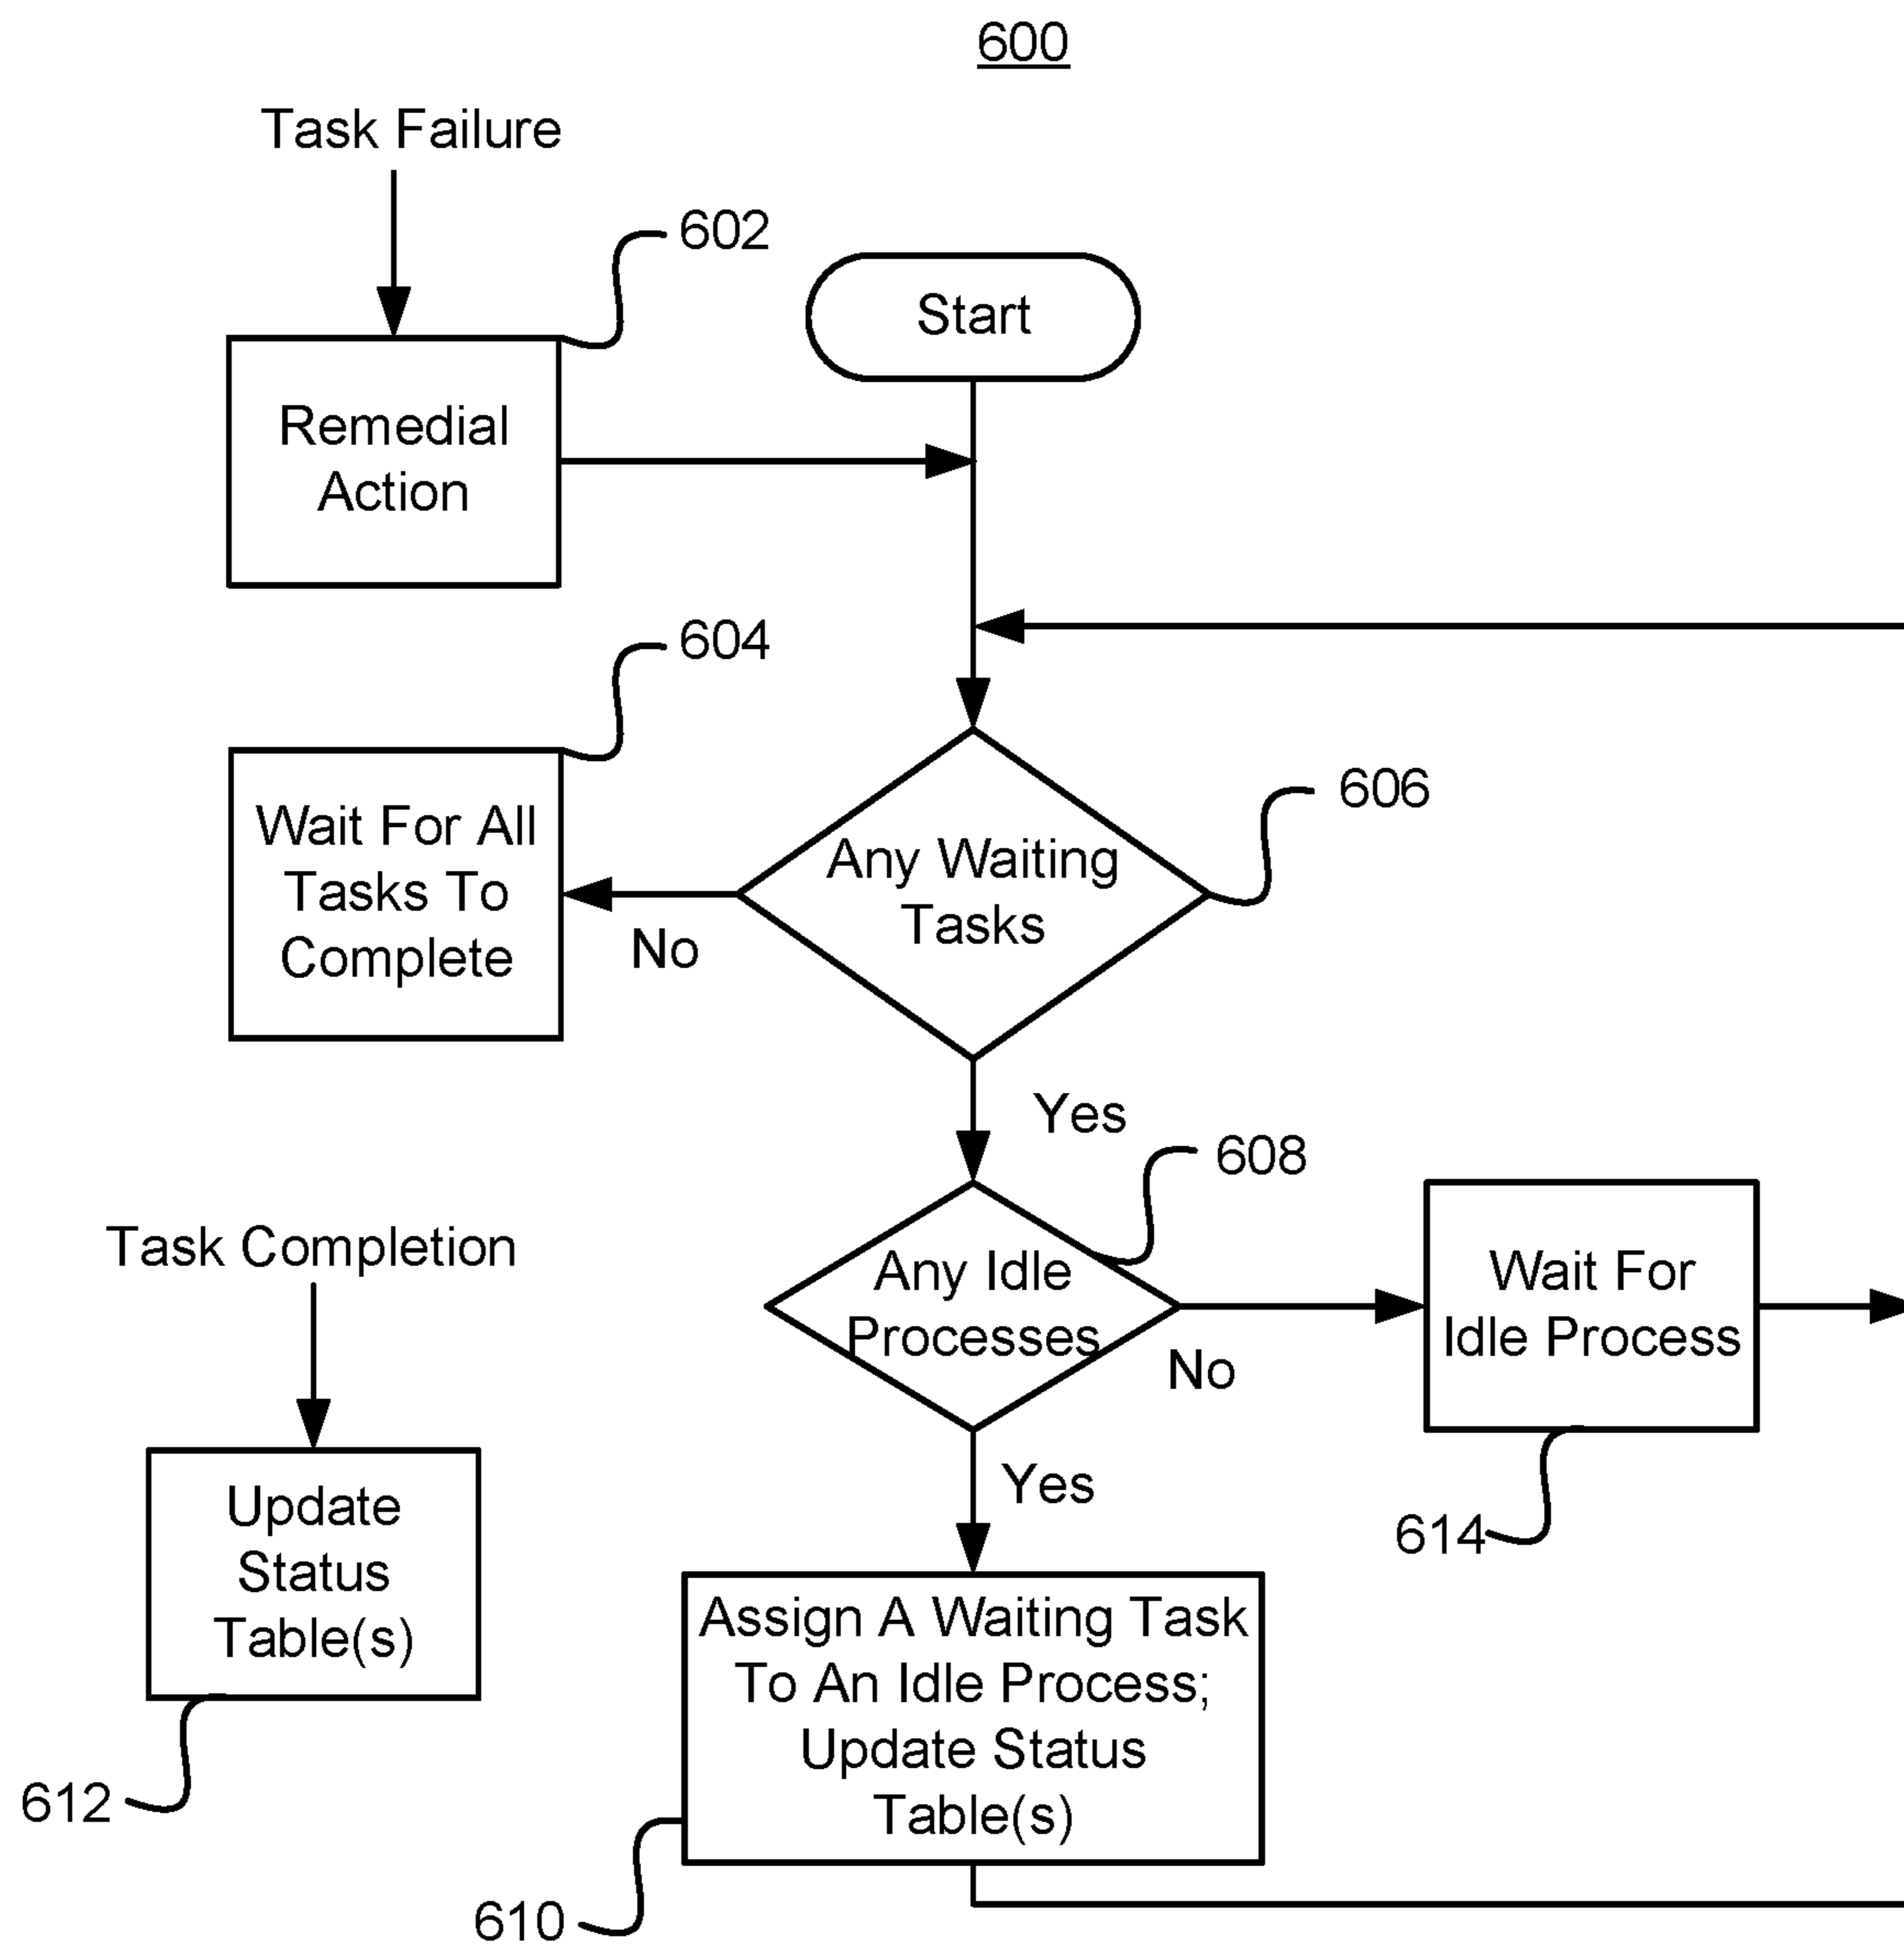 600
Task Failure
602
Start
Remedial
Action
604
Wait For All
Tasks To
Complete
606
Any Waiting
Tasks
No
Yes
608
Task Completion
Any Idle
Processes
No
Wait For
Idle Process
Yes
614
Update
Status
Table(s)
612
Assign A Waiting Task
To An Idle Process;
Update Status
Table(s)
610